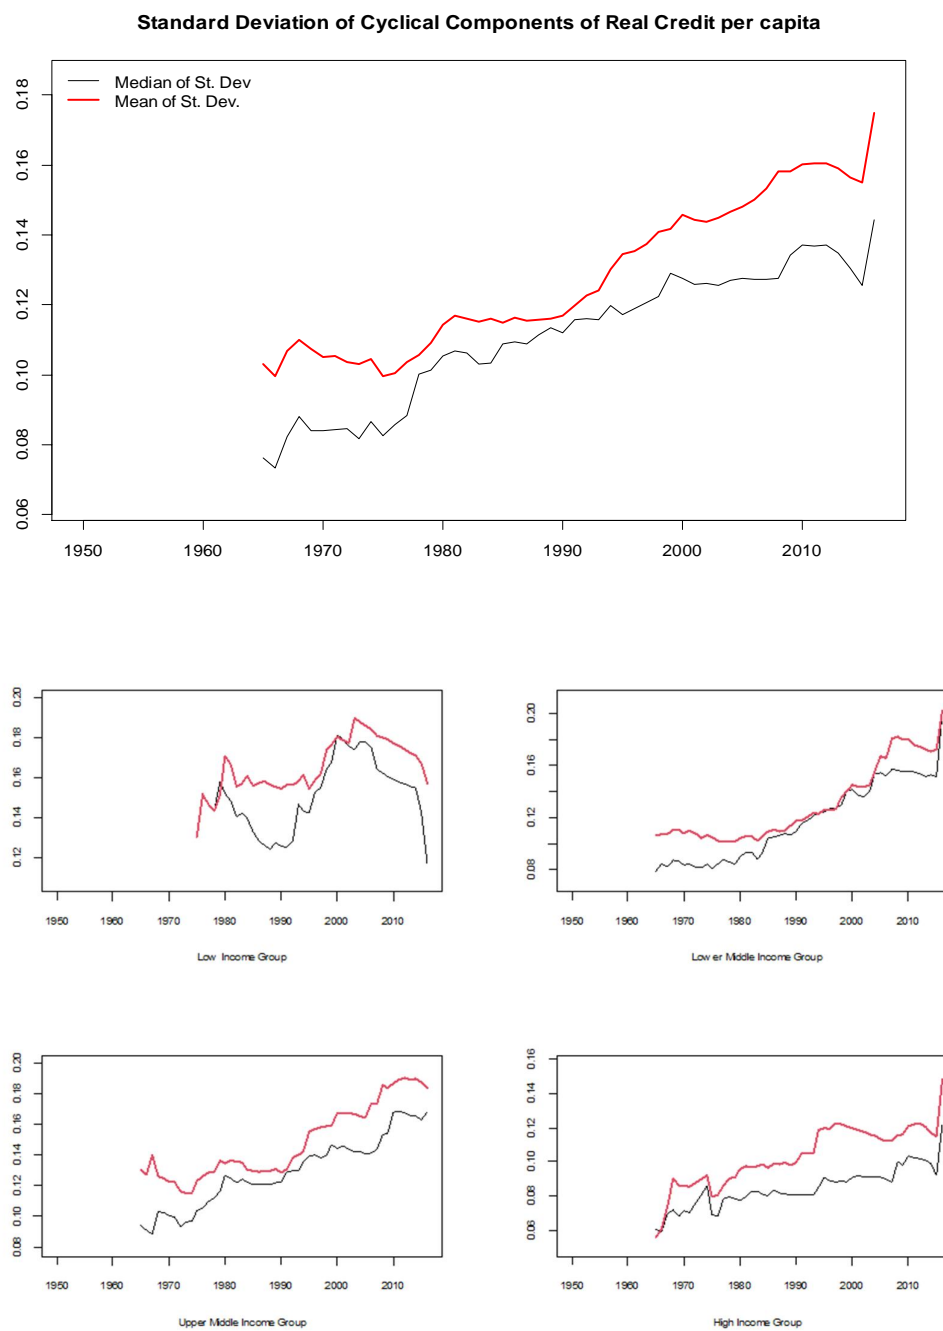 Standard Deviation of Cyclical Components of Real Credit per capita
Median of St. Dev
Mean of St. Dev.
0.18
0.16
0.14
0.12
0.10
0.08
0.06
1950 1960 1970 1980 1990 2000 2010
0.20
0.18
0.16
0.14
0.12
1950 1960 1970 1980 1990 2000 2010
Low Income Group
0.20
0.16
0.12
0.08
1950 1960 1970 1980 1990 2000 2010
Lower Middle Income Group
0.20
0.18
0.16
0.14
0.12
0.10
0.08
1950 1960 1970 1980 1990 2000 2010
Upper Middle Income Group
0.16
0.14
0.12
0.10
0.08
0.06
1950 1960 1970 1980 1990 2000 2010
High Income Group